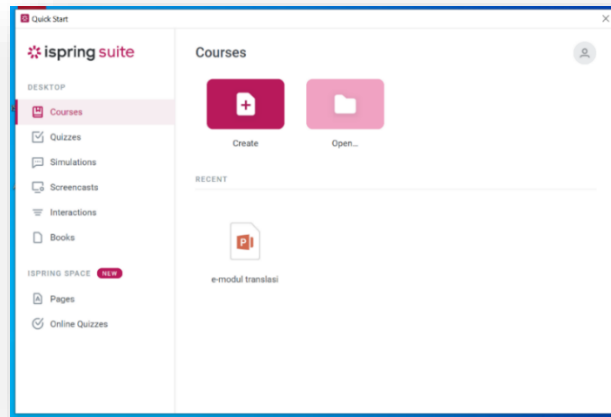 Quick Start
ispring suite
DESKTOP
Courses
Quizzes
Simulations
Screencasts
Interactions
Books
ISPRING SPACE NEW
Pages
Online Quizzes
Courses
Create
Open...
RECENT
e-modul translasi